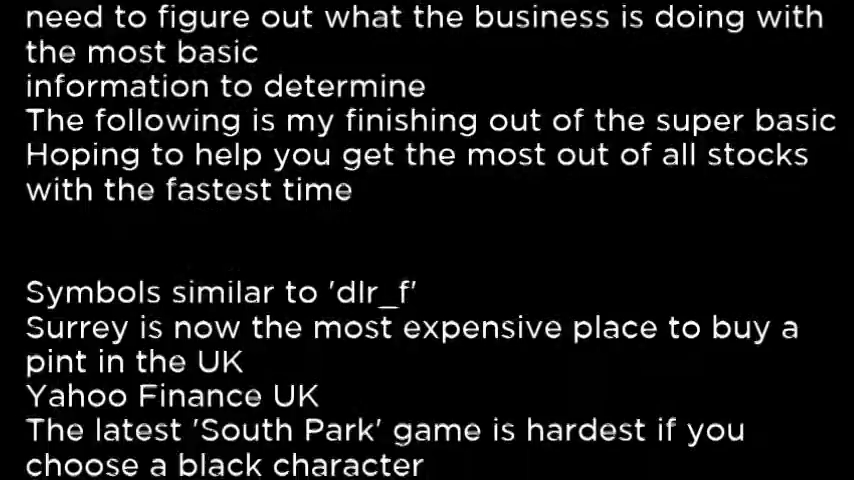 need to figure out what the business is doing with
the most basic
information to determine
The following is my finishing out of the super basic
Hoping to help you get the most out of all stocks
with the fastest time
Symbols similar to 'dlr_f'
Surrey is now the most expensive place to buy a
pint in the UK
Yahoo Finance UK
The latest 'South Park' game is hardest if you
choose a black character